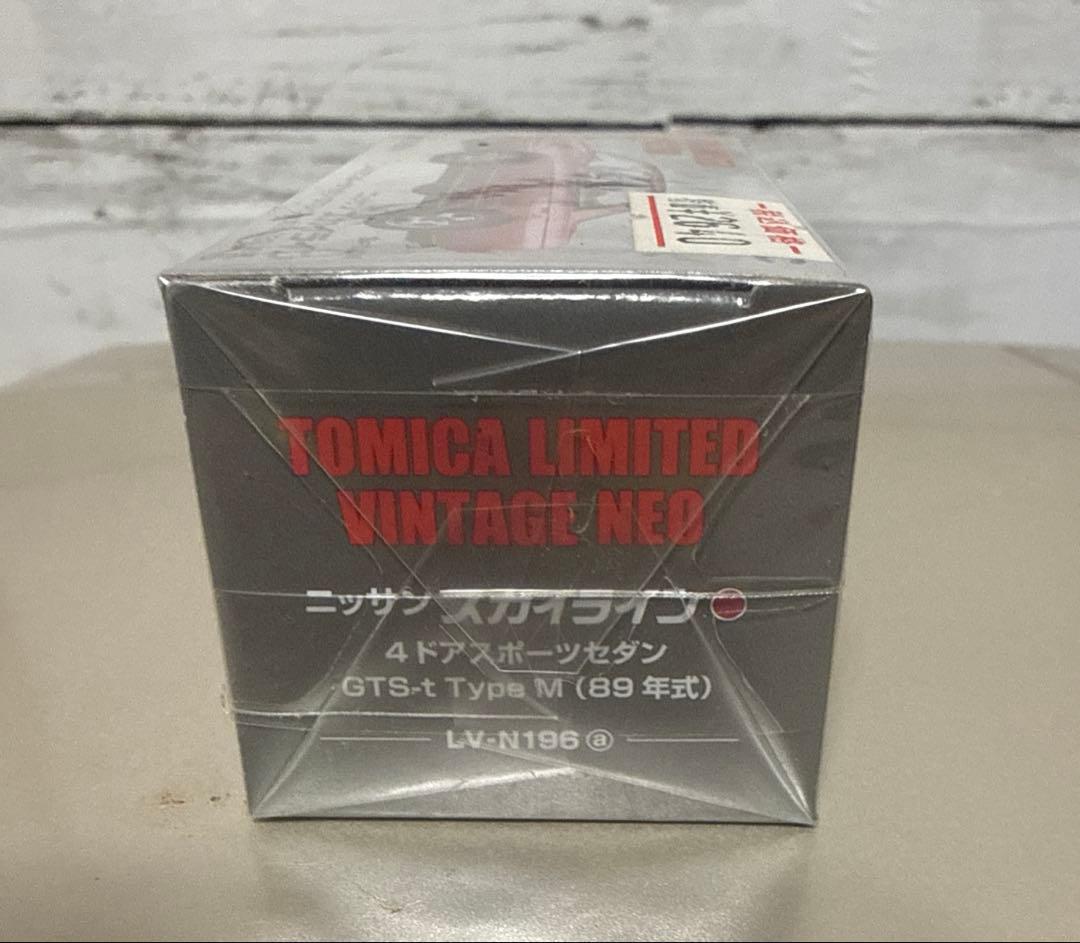 TOMICA LIMITED
VINTAGE NEO
ニッサン スカイライン
4ドアスポーツセダン
GTS-t Type M (89年式)
LV-N196 ⓐ